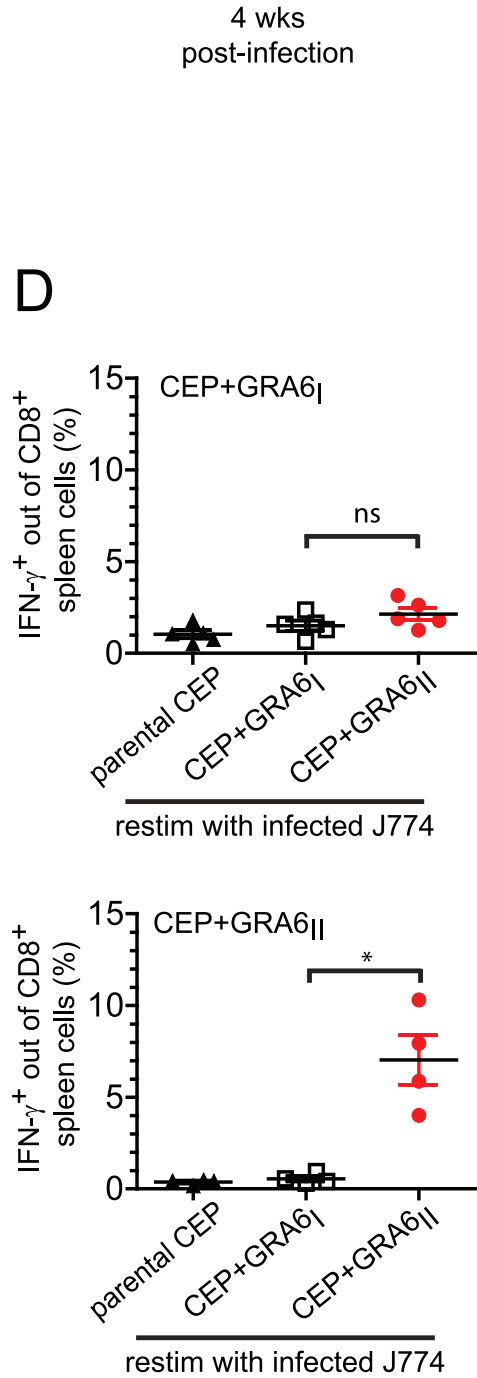 4 wks
post-infection
D
CEP+GRA6I
IFN-γ+ out of CD8+
spleen cells (%)
15
10
5
0
ns
parental CEP
CEP+GRA6I
CEP+GRA6II
restim with infected J774
CEP+GRA6II
IFN-γ+ out of CD8+
spleen cells (%)
15
10
5
0
*
parental CEP
CEP+GRA6I
CEP+GRA6II
restim with infected J774